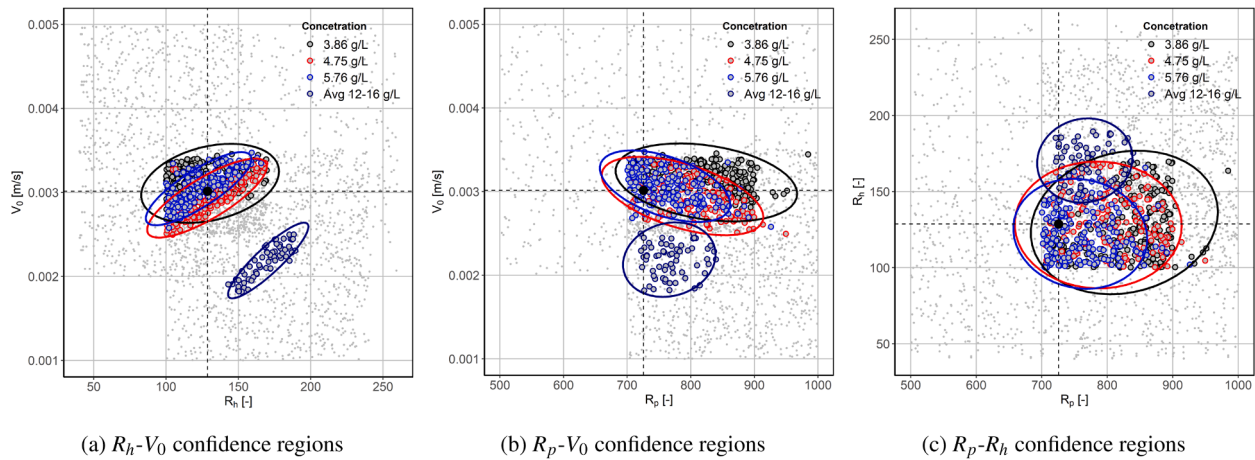 Concetration
3.86 g/L
4.75 g/L
5.76 g/L
Avg 12-16 g/L
0.005
0.004
0.003
0.002
0.001
V0 [m/s]
50
100
150
200
250
Rh [-]
(a) Rh-V0 confidence regions
Concetration
3.86 g/L
4.75 g/L
5.76 g/L
Avg 12-16 g/L
0.005
0.004
0.003
0.002
0.001
V0 [m/s]
500
600
700
800
900
1000
Rp [-]
(b) Rp-V0 confidence regions
Concetration
3.86 g/L
4.75 g/L
5.76 g/L
Avg 12-16 g/L
250
200
150
100
50
Rh [-]
500
600
700
800
900
1000
Rp [-]
(c) Rp-Rh confidence regions